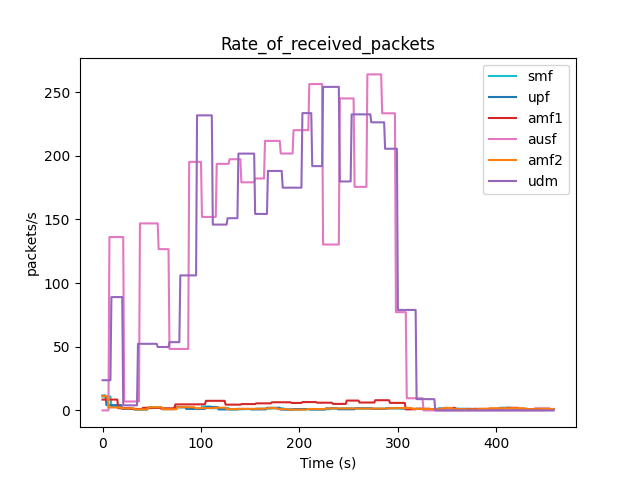 Rate_of_received_packets
packets/s
250
200
150
100
50
0
0 100 200 300 400
Time (s)
smf
upf
amf1
ausf
amf2
udm